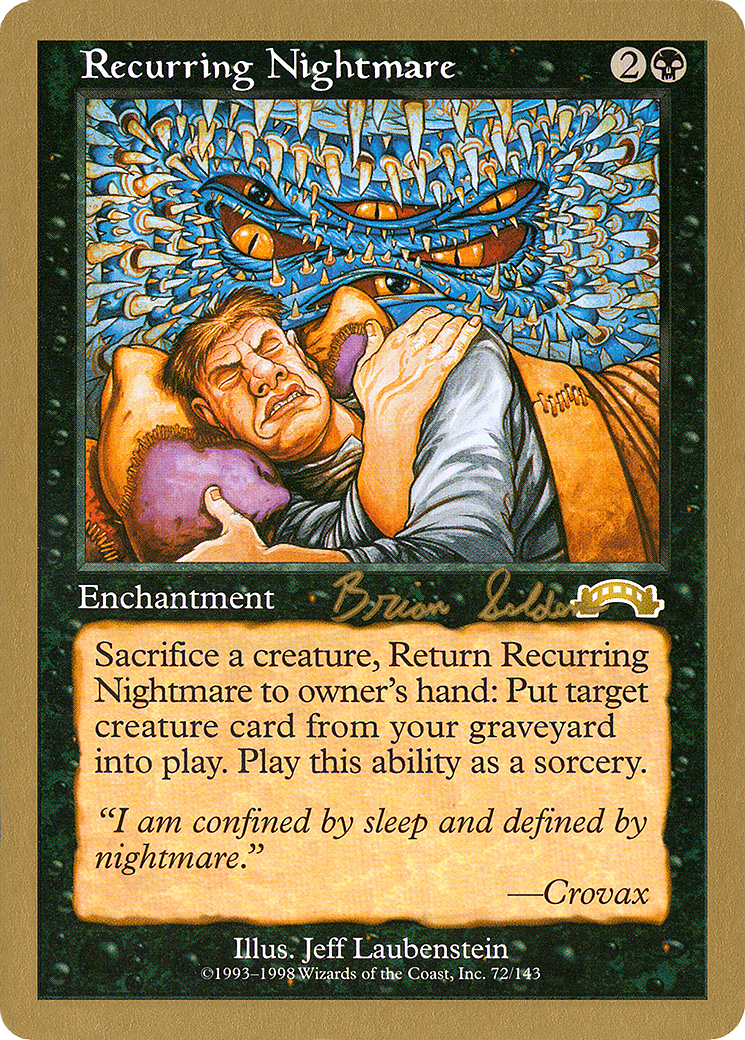 Recurring Nightmare 2
Enchantment
Brian Selden
Sacrifice a creature, Return Recurring
Nightmare to owner's hand: Put target
creature card from your graveyard
into play. Play this ability as a sorcery.
“I am confined by sleep and defined by
nightmare.”
—Crovax
Illus. Jeff Laubenstein
©1993–1998 Wizards of the Coast, Inc. 72/143